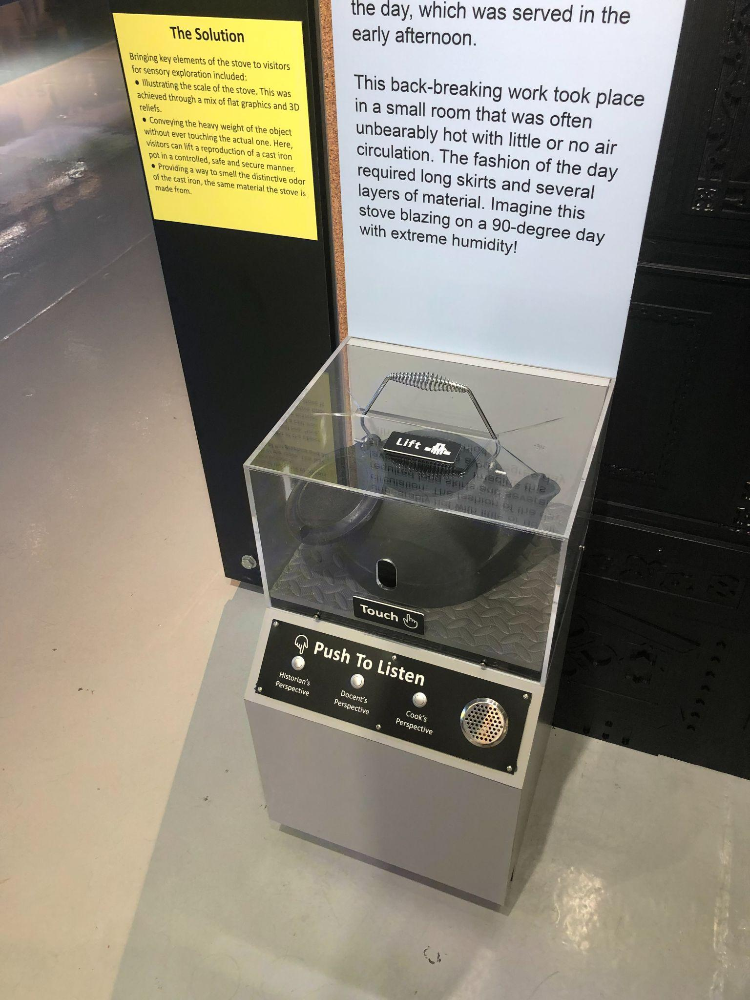 The Solution
Bringing key elements of the stove to visitors
for sensory exploration included:
• Illustrating the scale of the stove. This was
achieved through a mix of flat graphics and 3D
reliefs.
• Conveying the heavy weight of the object
without ever touching the actual one. Here,
visitors can lift a reproduction of a cast iron
pot in a controlled, safe and secure manner.
• Providing a way to smell the distinctive odor
of the cast iron, the same material the stove is
made from.
the day, which was served in the
early afternoon.
This back-breaking work took place
in a small room that was often
unbearably hot with little or no air
circulation. The fashion of the day
required long skirts and several
layers of material. Imagine this
stove blazing on a 90-degree day
with extreme humidity!
Lift
Touch
Push To Listen
Historian's
Perspective
Docent's
Perspective
Cook's
Perspective